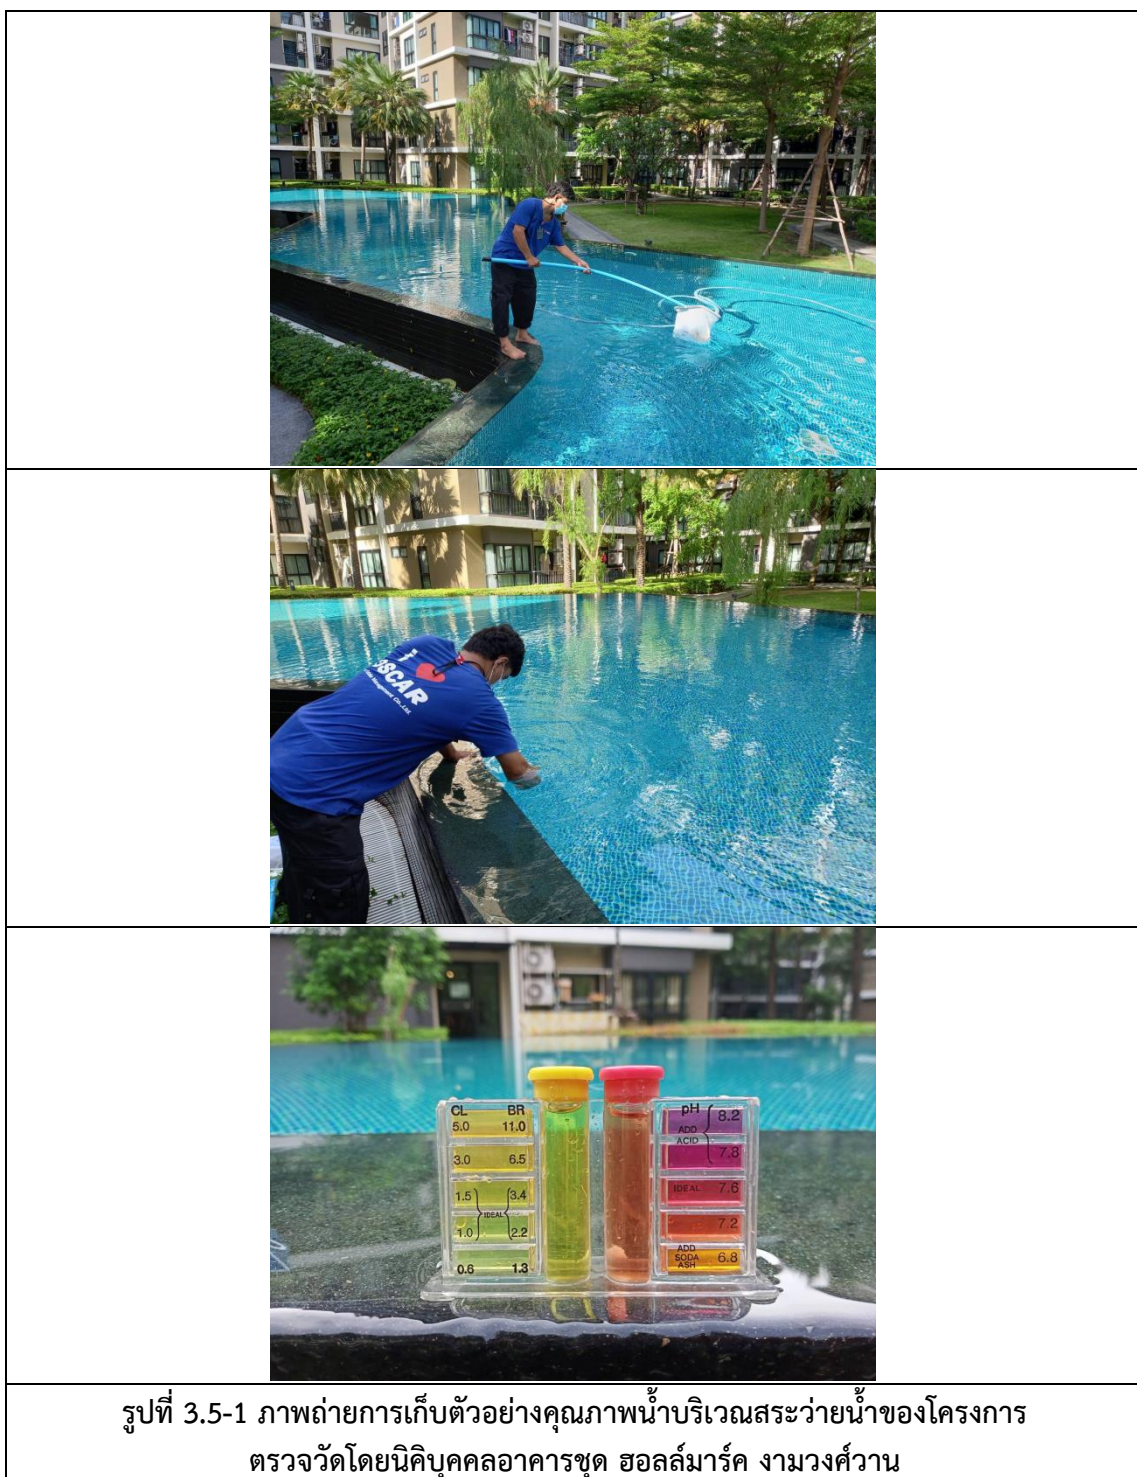 i
OSCAR
CL BR
5.0 11.0
3.0 6.5
1.5 3.4
IDEAL
1.0 2.2
0.6 1.3
pH 8.2
ADD
ACID
7.8
IDEAL 7.6
7.2
ADD
SODA
ASH
6.8
รูปที่ 3.5-1 ภาพถ่ายการเก็บตัวอย่างคุณภาพน้ำบริเวณสระว่ายน้ำของโครงการ
ตรวจวัดโดยนิคิบุคคลอาคารชุด ฮอลล์มาร์ค งามวงศ์วาน